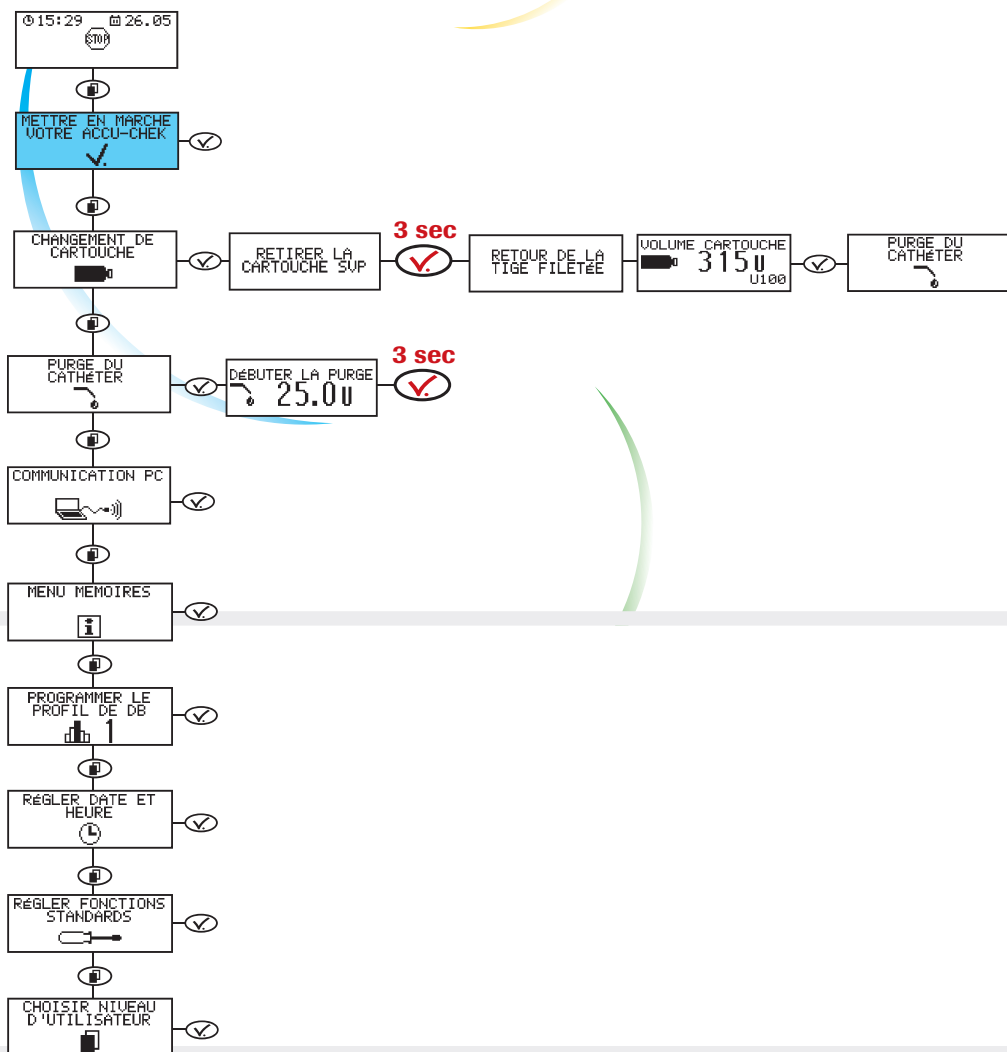 15:29 26.05
STOP
METTRE EN MARCHE
VOTRE ACCU-CHEK
CHANGEMENT DE
CARTOUCHE
RETIRER LA
CARTOUCHE SVP
3 sec
RETOUR DE LA
TIGE FILETÉE
VOLUME CARTOUCHE
315U
U100
PURGE DU
CATHÉTER
PURGE DU
CATHÉTER
DÉBUTER LA PURGE
25.0U
3 sec
COMMUNICATION PC
MENU MEMOIRES
i
PROGRAMMER LE
PROFIL DE DB
1
RÉGLER DATE ET
HEURE
RÉGLER FONCTIONS
STANDARDS
CHOISIR NIVEAU
D'UTILISATEUR